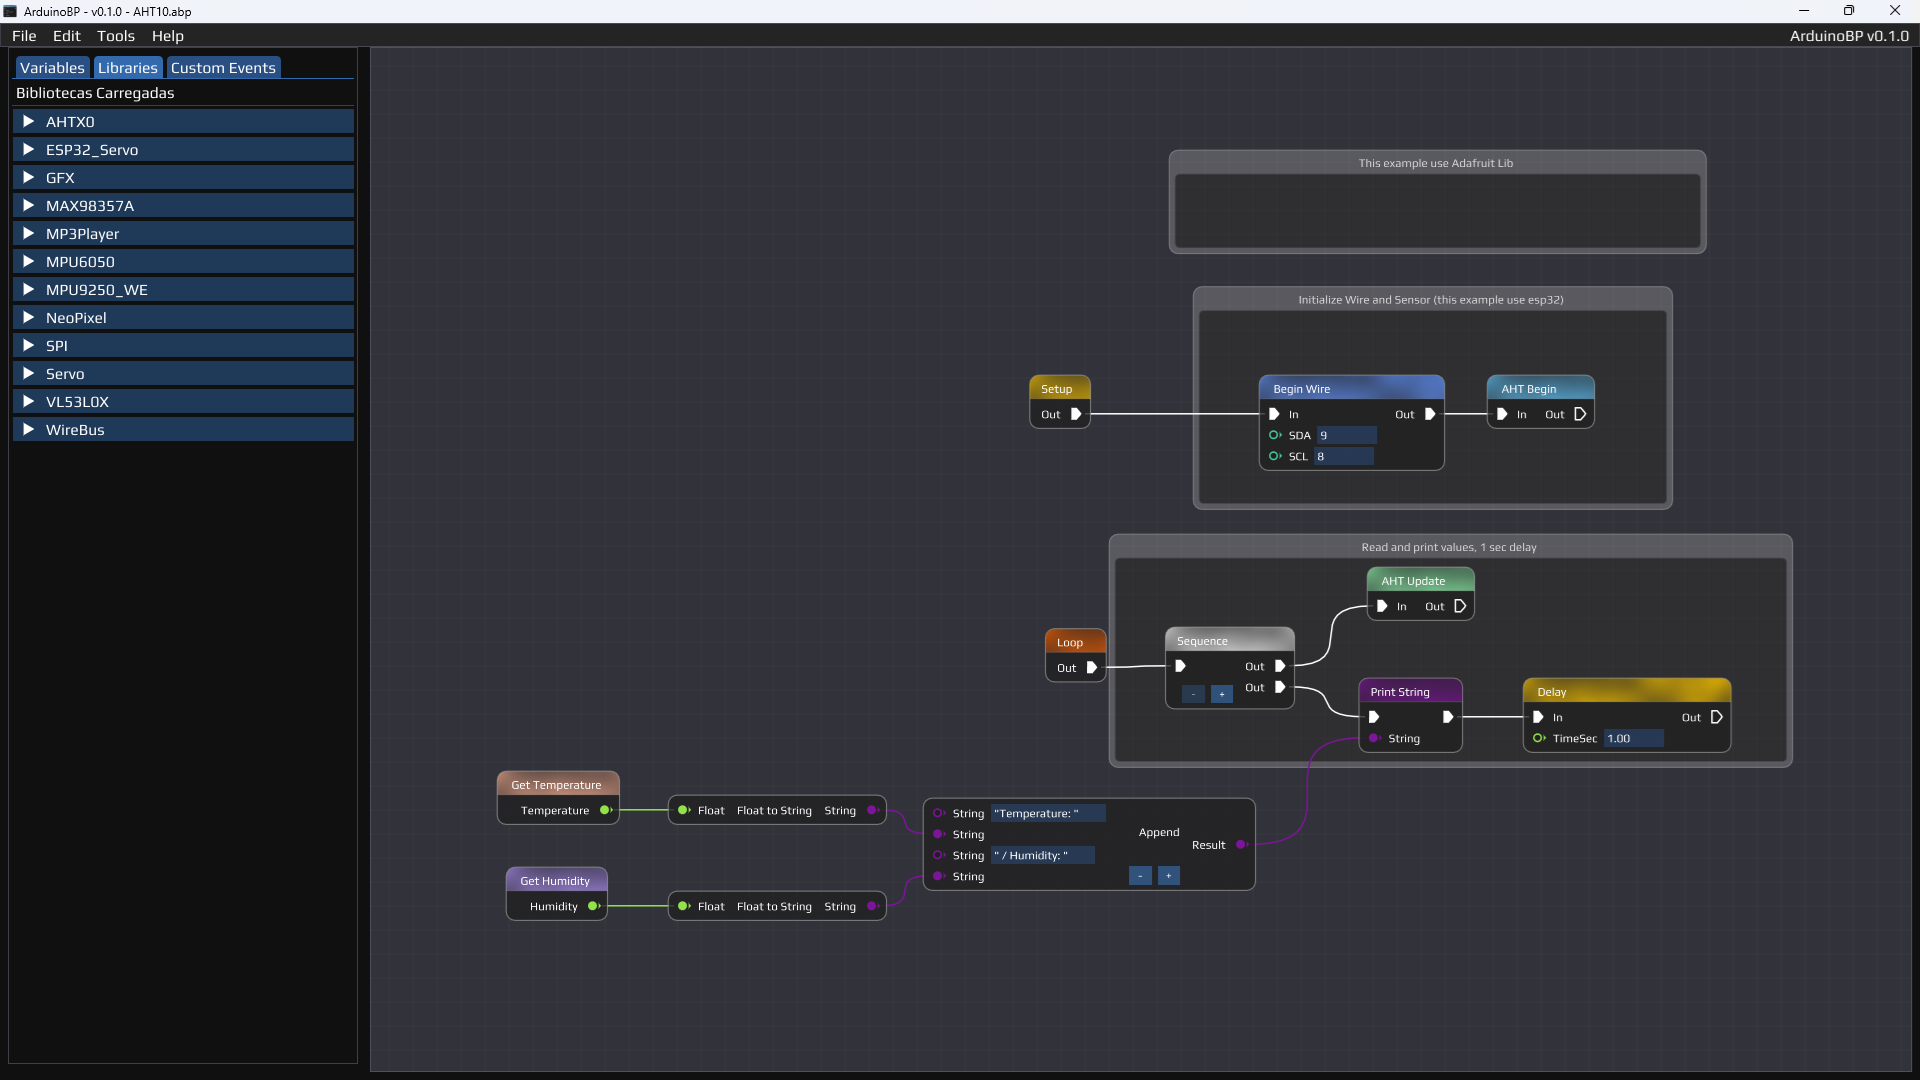 ArduinoBP - v0.1.0 - AHT10.abp
File Edit Tools Help
ArduinoBP v0.1.0
Variables Libraries Custom Events
Bibliotecas Carregadas
AHTX0
ESP32_Servo
GFX
MAX98357A
MP3Player
MPU6050
MPU9250_WE
NeoPixel
SPI
Servo
VL53L0X
WireBus
This example use Adafruit Lib
Initialize Wire and Sensor (this example use esp32)
Setup
Out
Begin Wire
In Out
SDA 9
SCL 8
AHT Begin
In Out
Read and print values, 1 sec delay
AHT Update
In Out
Loop
Out
Sequence
Out
Out
- +
Print String
String
Delay
In Out
TimeSec 1.00
Get Temperature
Temperature
Float Float to String String
Get Humidity
Humidity
Float Float to String String
String "Temperature: "
String
String " / Humidity: "
String
Append
Result
- +